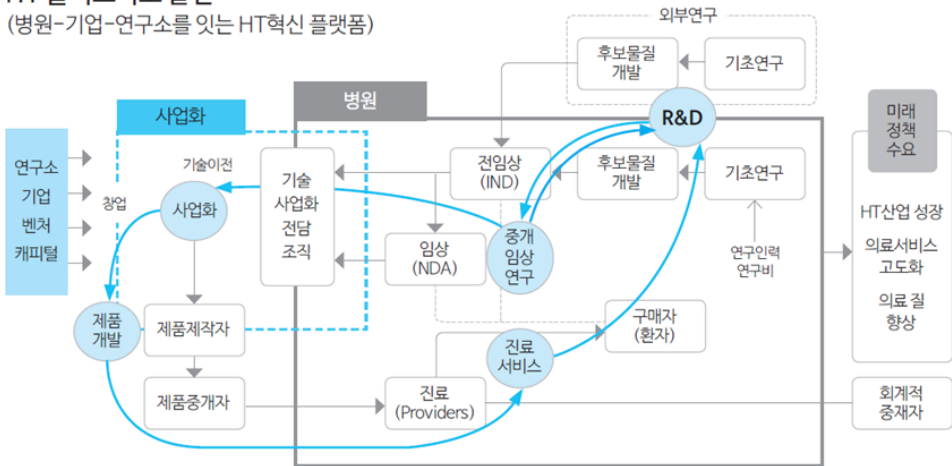 (병원-기업-연구소를 잇는 HT혁신 플랫폼)
외부연구
후보물질
개발
기초연구
병원
사업화
R&D
미래
정책
수요
연구소
기업
벤처
캐피털
창업
기술이전
사업화
기술
사업화
전담
조직
전임상
(IND)
후보물질
개발
기초연구
임상
(NDA)
중개
임상
연구
연구인력
연구비
HT산업 성장
의료서비스
고도화
의료 질
향상
제품
개발
제품제작자
구매자
(환자)
진료
서비스
제품중개자
진료
(Providers)
회계적
중재자